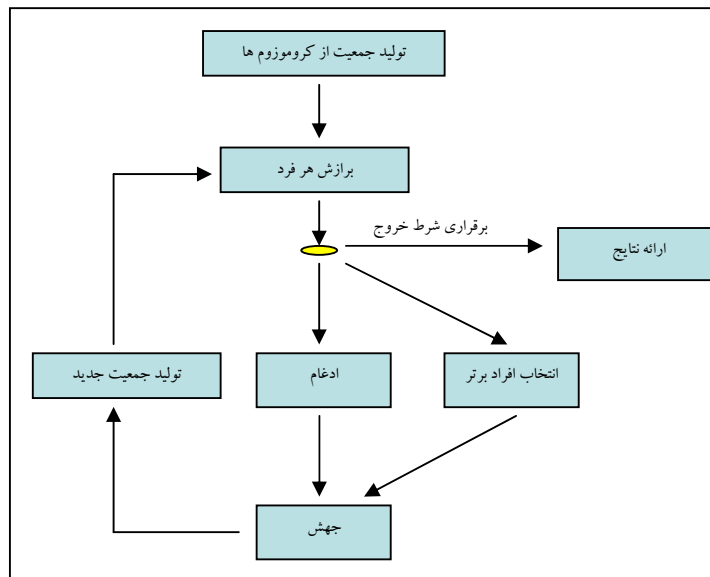 تولید جمعیت از کروموزوم ها
برازش هر فرد
برقراری شرط خروج
ارائه نتایج
انتخاب افراد برتر
ادغام
تولید جمعیت جدید
جهش